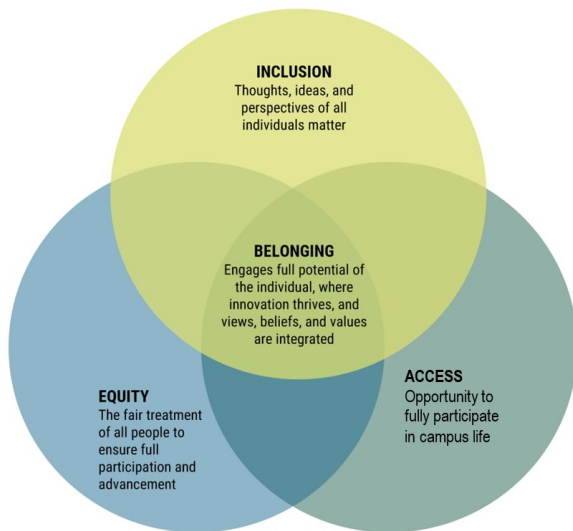 INCLUSION
Thoughts, ideas, and
perspectives of all
individuals matter
BELONGING
Engages full potential of
the individual, where
innovation thrives, and
views, beliefs, and values
are integrated
EQUITY
The fair treatment
of all people to
ensure full
participation and
advancement
ACCESS
Opportunity to
fully participate
in campus life